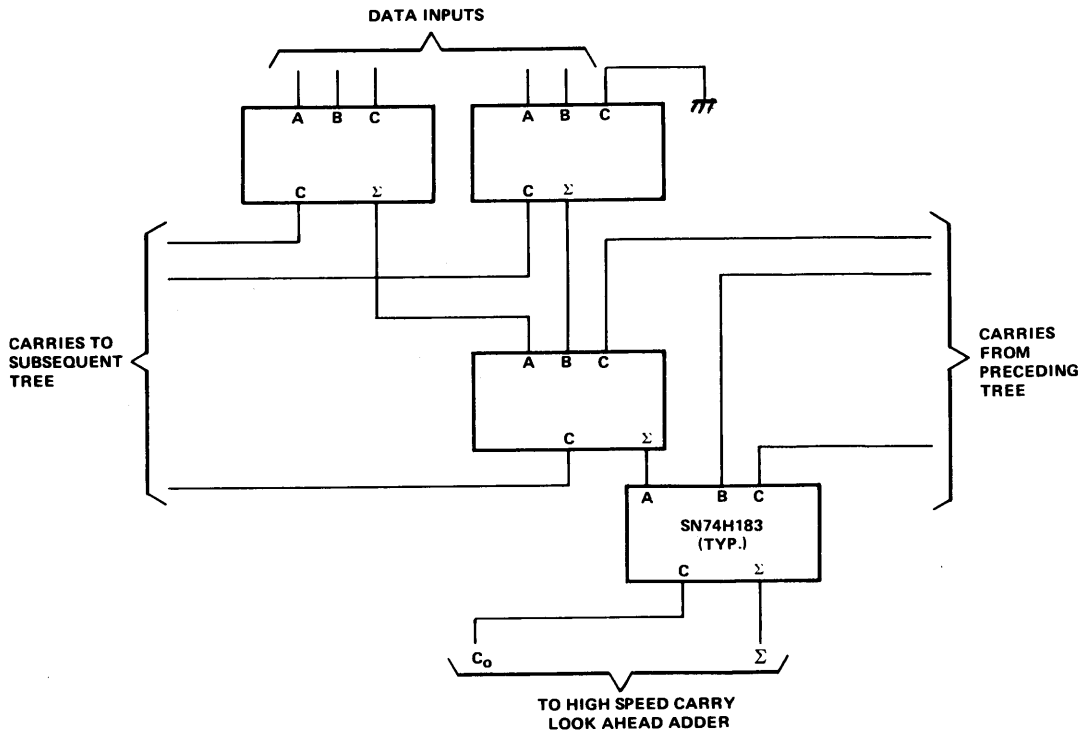 DATA INPUTS
A B C
A B C
C Σ
C Σ
CARRIES TO
SUBSEQUENT
TREE
CARRIES
FROM
PRECEDING
TREE
A B C
C Σ
A B C
SN74H183
(TYP.)
C Σ
C₀ Σ
TO HIGH SPEED CARRY
LOOK AHEAD ADDER